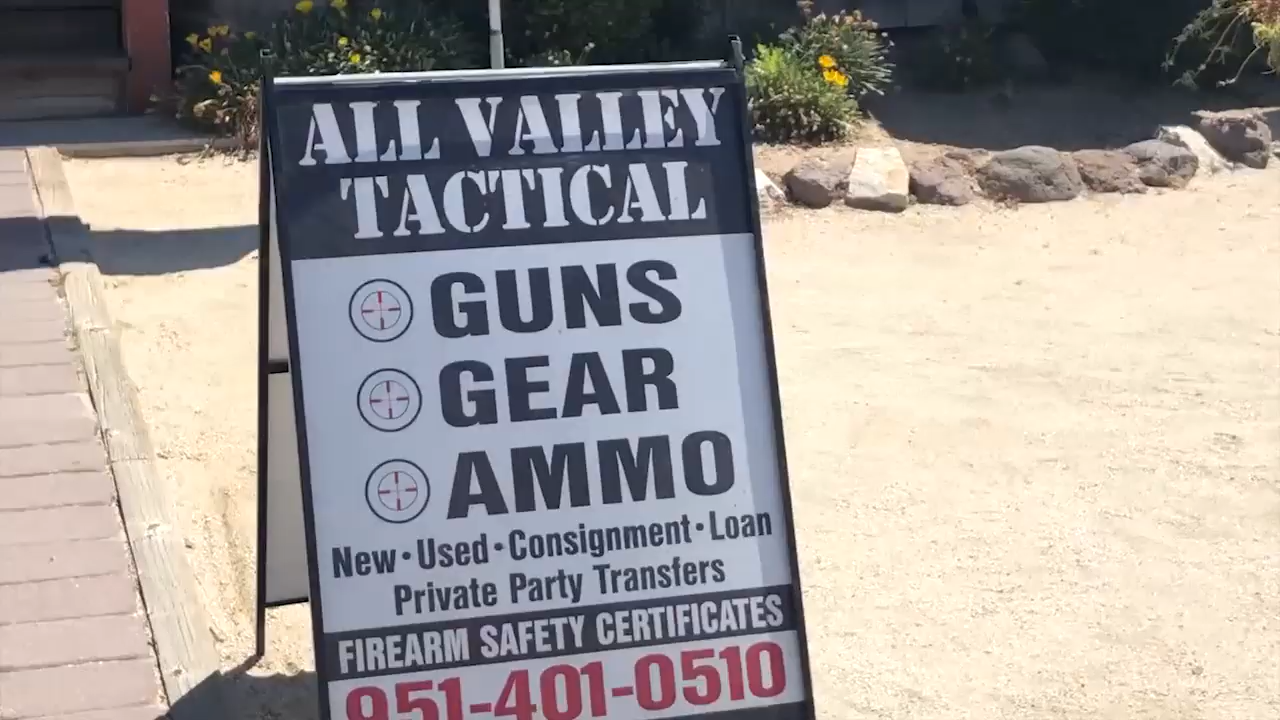 ALL VALLEY
TACTICAL
GUNS
GEAR
AMMO
New•Used•Consignment•Loan
Private Party Transfers
FIREARM SAFETY CERTIFICATES
951-401-0510